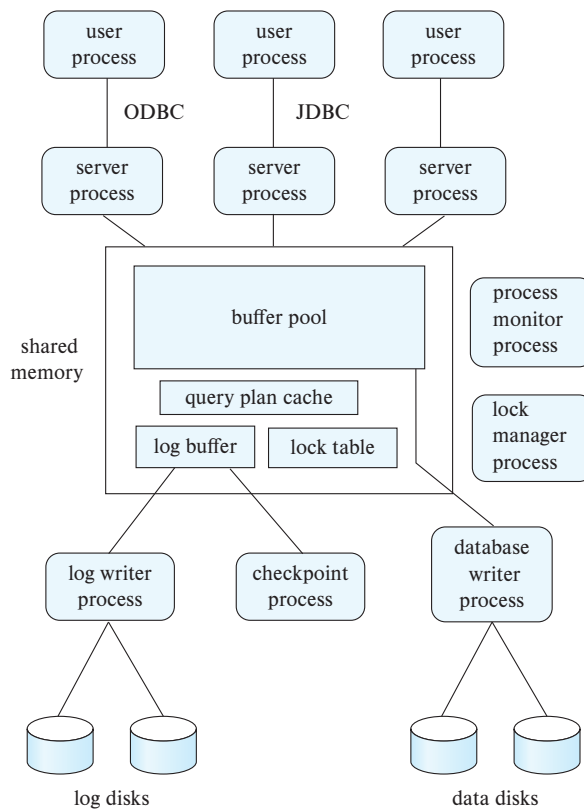 user
process
user
process
user
process
ODBC
JDBC
server
process
server
process
server
process
buffer pool
process
monitor
process
shared
memory
query plan cache
lock
manager
process
log buffer
lock table
log writer
process
checkpoint
process
database
writer
process
log disks
data disks